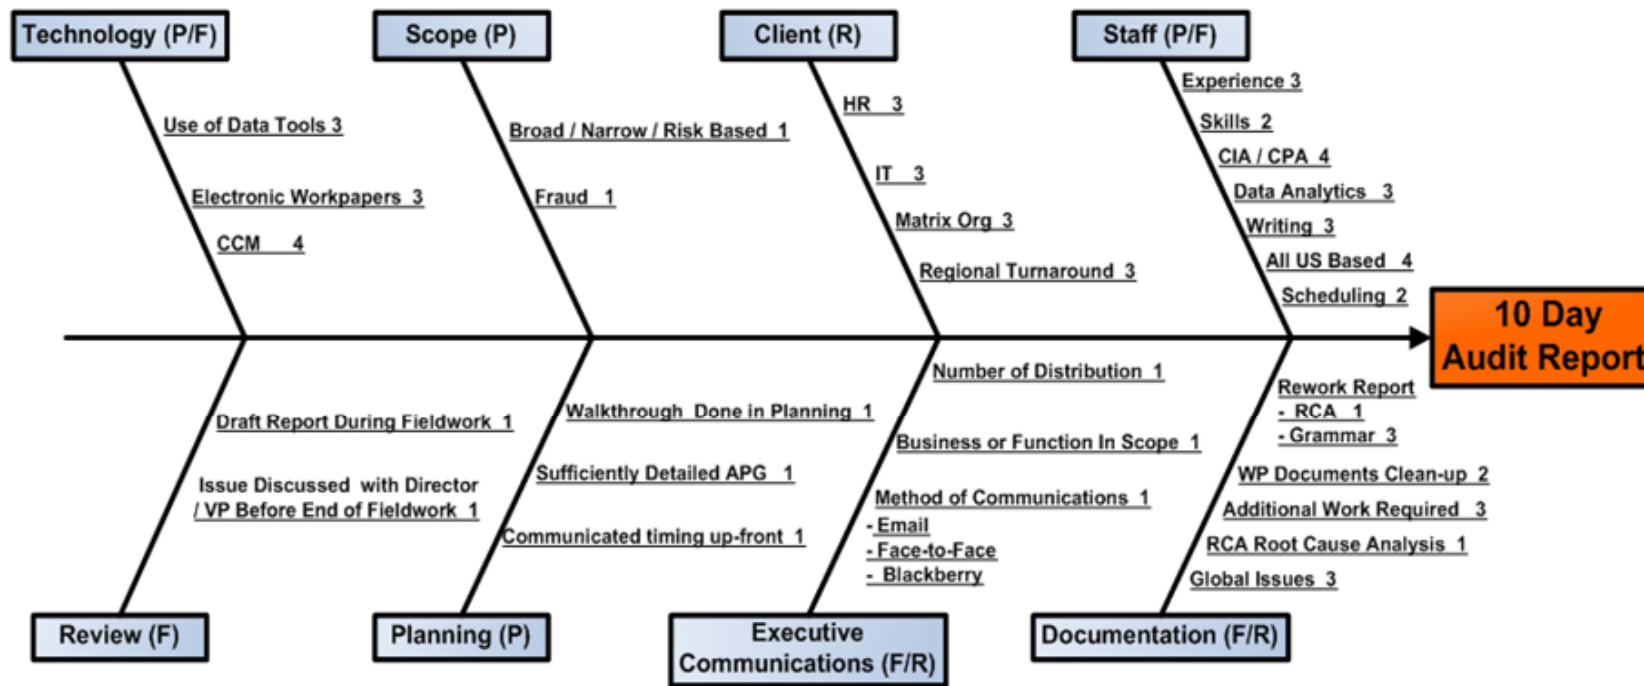 Technology (P/F)
Scope (P)
Client (R)
Staff (P/F)
Use of Data Tools 3
Electronic Workpapers 3
CCM 4
Broad / Narrow / Risk Based 1
Fraud 1
HR 3
IT 3
Matrix Org 3
Regional Turnaround 3
Experience 3
Skills 2
CIA / CPA 4
Data Analytics 3
Writing 3
All US Based 4
Scheduling 2
10 Day
Audit Report
Draft Report During Fieldwork 1
Issue Discussed with Director
/ VP Before End of Fieldwork 1
Walkthrough Done in Planning 1
Sufficiently Detailed APG 1
Communicated timing up-front 1
Number of Distribution 1
Business or Function In Scope 1
Method of Communications 1
- Email
- Face-to-Face
- Blackberry
Rework Report
- RCA 1
- Grammar 3
WP Documents Clean-up 2
Additional Work Required 3
RCA Root Cause Analysis 1
Global Issues 3
Review (F)
Planning (P)
Executive
Communications (F/R)
Documentation (F/R)